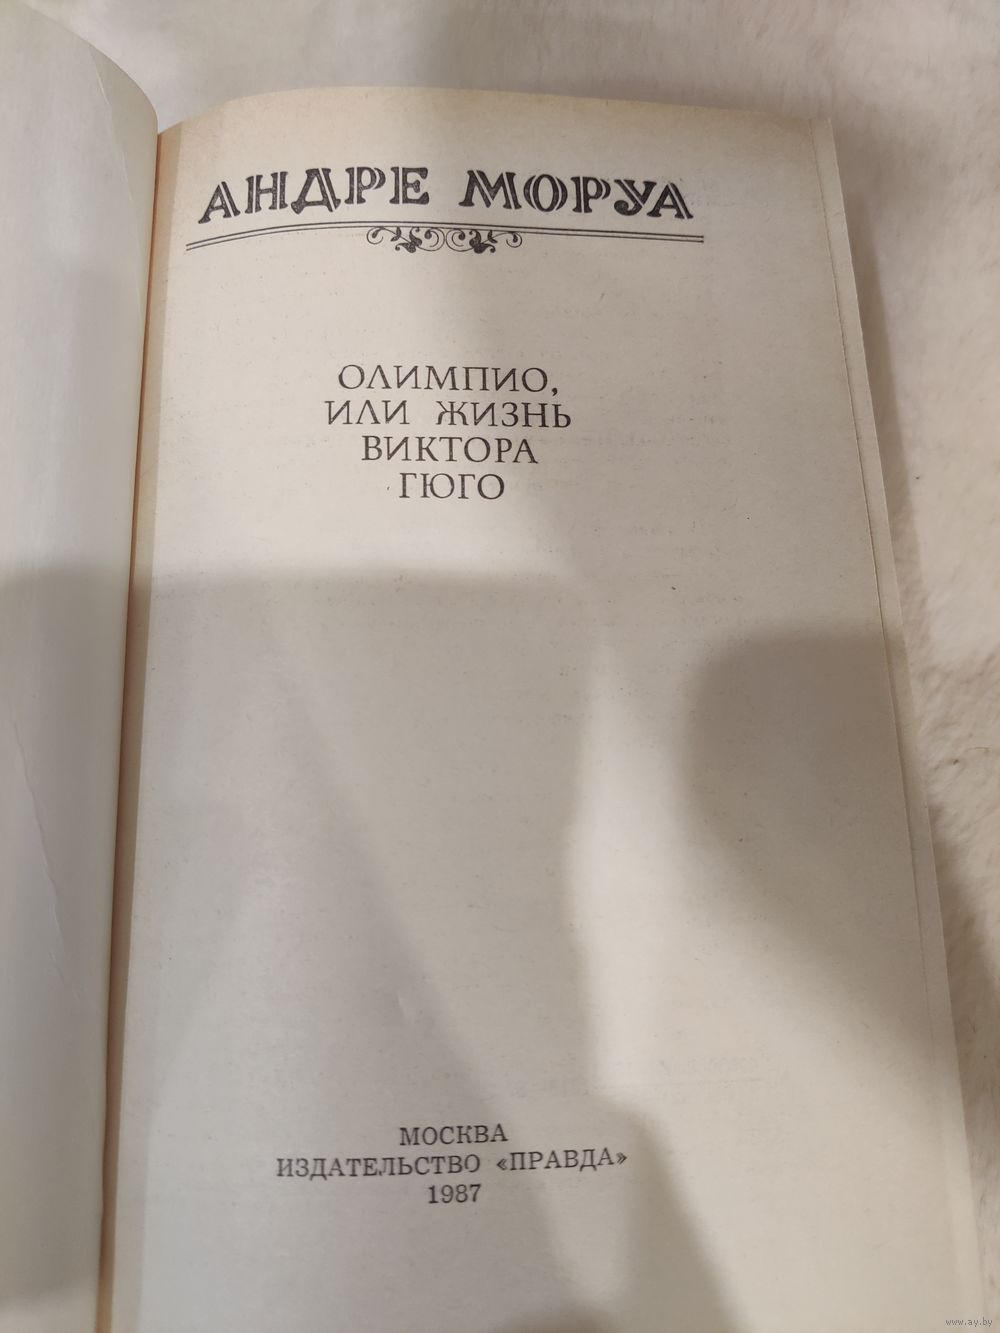 АНДРЕ МОРУА
ОЛИМПИО,
ИЛИ ЖИЗНЬ
ВИКТОРА
ГЮГО
МОСКВА
ИЗДАТЕЛЬСТВО «ПРАВДА»
1987
www.ay.by